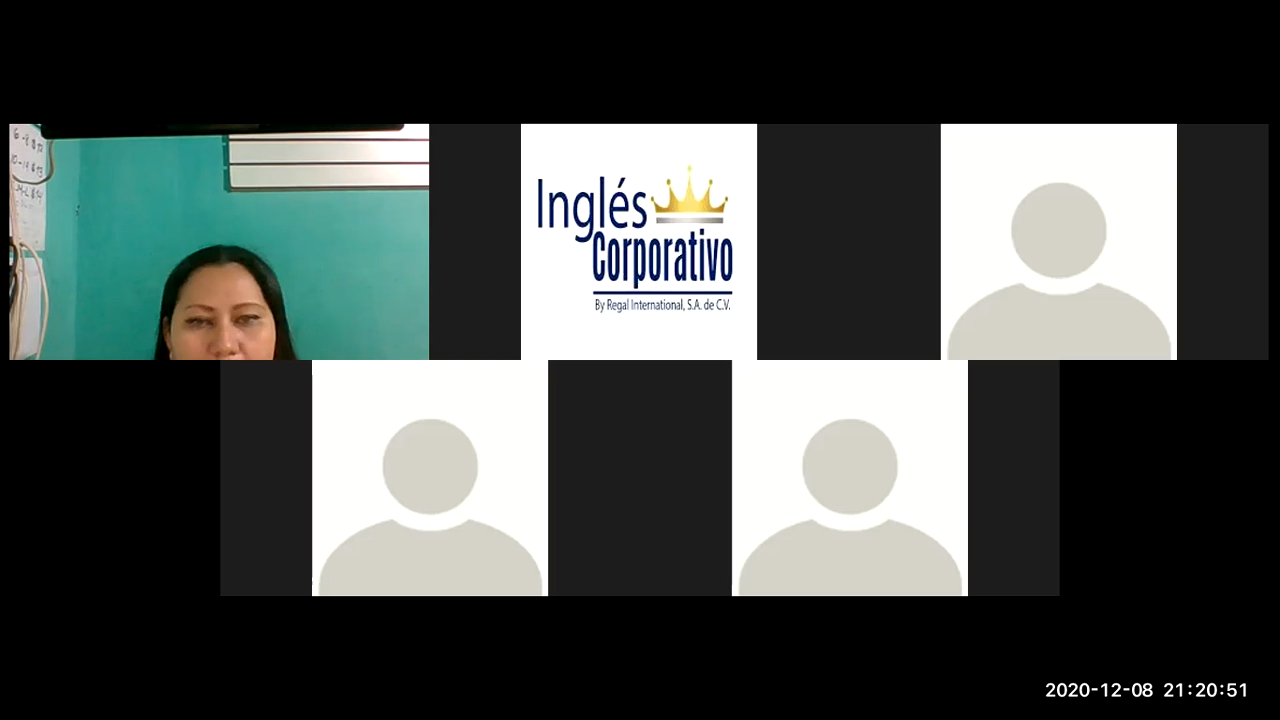 Inglés
Corporativo
By Regal International, S.A. de C.V.
2020-12-08 21:20:51